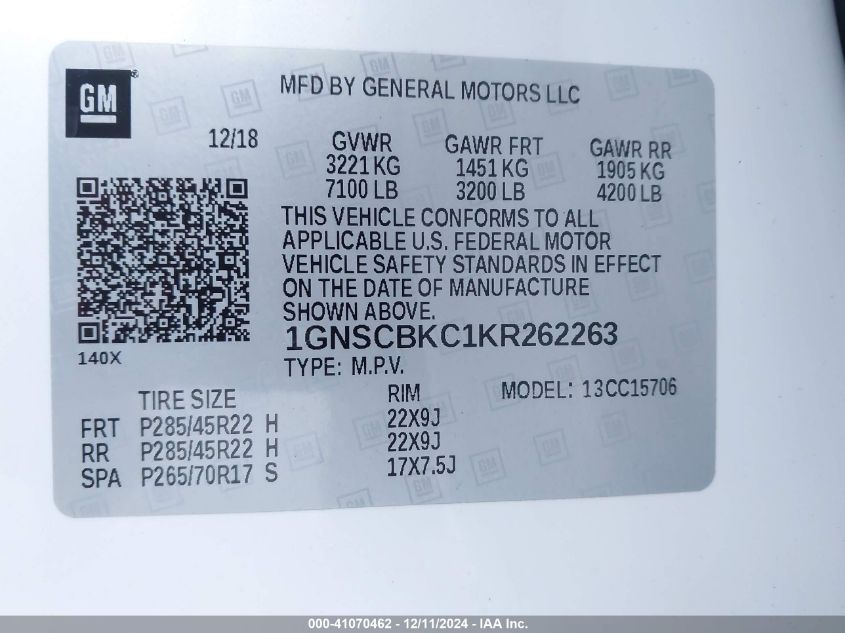 GM
MFD BY GENERAL MOTORS LLC
12/18
GVWR GAWR FRT GAWR RR
3221 KG 1451 KG 1905 KG
7100 LB 3200 LB 4200 LB
THIS VEHICLE CONFORMS TO ALL
APPLICABLE U.S. FEDERAL MOTOR
VEHICLE SAFETY STANDARDS IN EFFECT
ON THE DATE OF MANUFACTURE
SHOWN ABOVE.
1GNSCBKC1KR262263
140X
TYPE: M.P.V.
TIRE SIZE RIM MODEL: 13CC15706
FRT P285/45R22 H 22X9J
RR P285/45R22 H 22X9J
SPA P265/70R17 S 17X7.5J
000-41070462 - 12/11/2024 - IAA Inc.